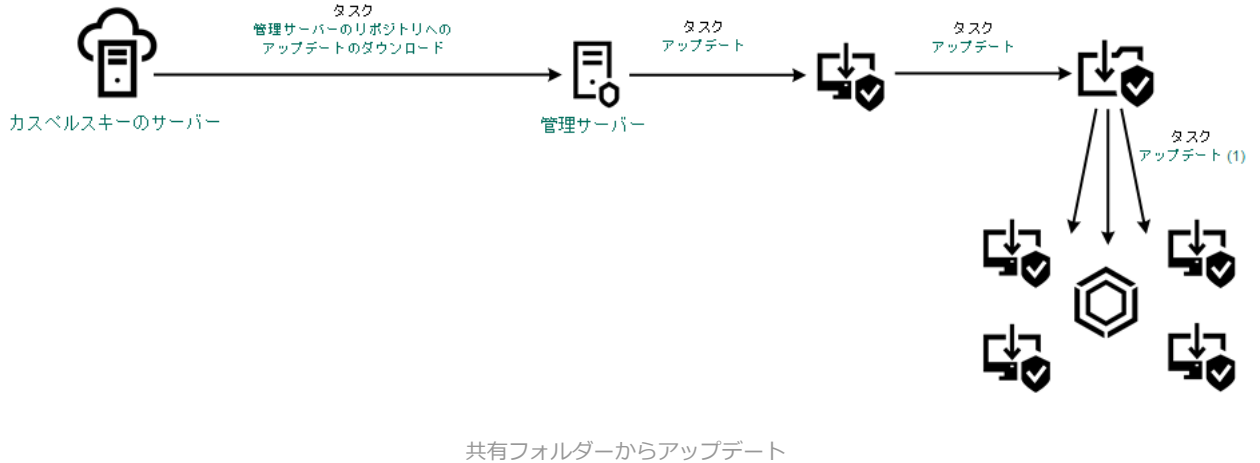 タスク
管理サーバーのリポジトリへの
アップデートのダウンロード
タスク
アップデート
タスク
アップデート
カスペルスキーのサーバー
管理サーバー
タスク
アップデート (1)
共有フォルダーからアップデート